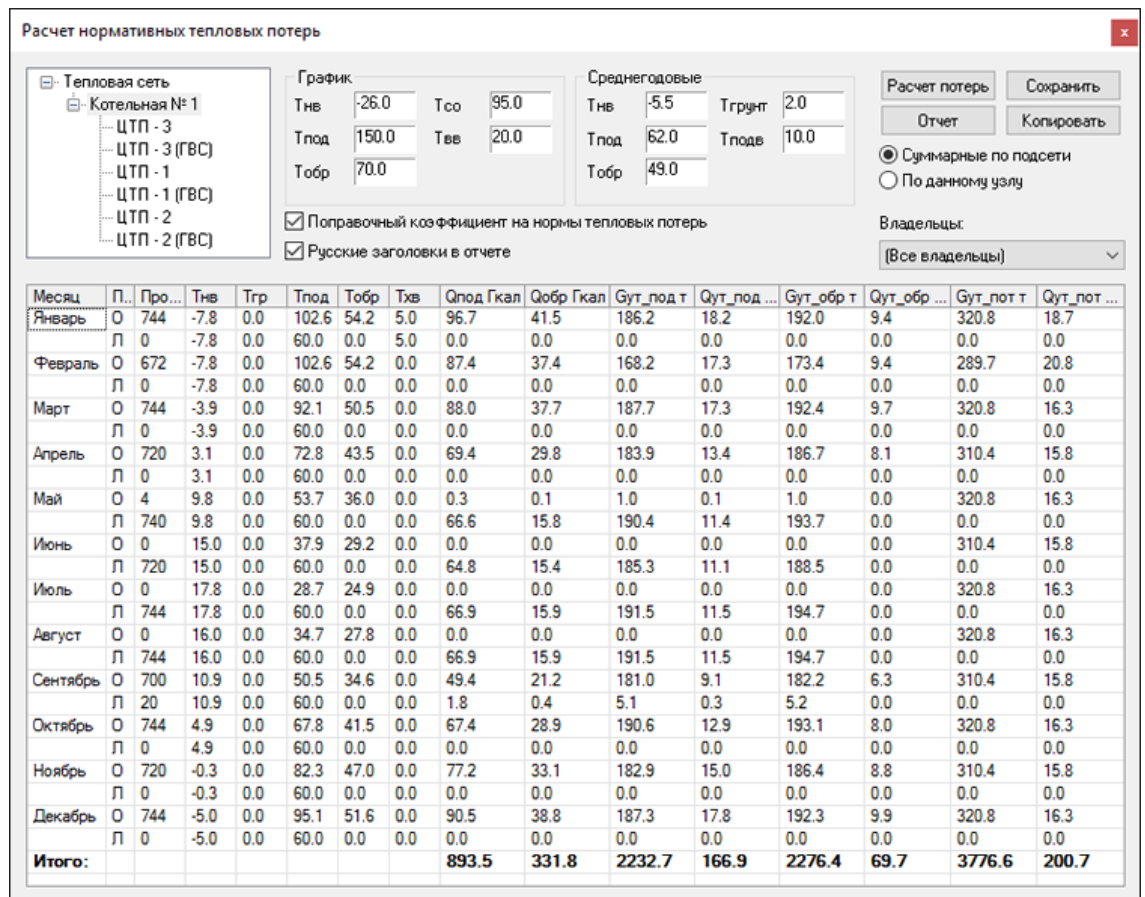 Расчет нормативных тепловых потерь
x
Тепловая сеть
Котельная № 1
ЦТП - 3
ЦТП - 3 (ГВС)
ЦТП - 1
ЦТП - 1 (ГВС)
ЦТП - 2
ЦТП - 2 (ГВС)
График
Тнв -26.0 Тсо 95.0
Тпод 150.0 Твв 20.0
Тобр 70.0
Среднегодовые
Тнв -5.5 Тгрунт 2.0
Тпод 62.0 Тподв 10.0
Тобр 49.0
Поправочный коэффициент на нормы тепловых потерь
Русские заголовки в отчете
Расчет потерь Сохранить
Отчет Копировать
Суммарные по подсети
По данному узлу
Владельцы:
(Все владельцы)
Месяц П.. Про... Тнв Тгр Тпод Тобр Тхв Qпод Гкал Qобр Гкал Gут_под т Qут_под ... Gут_обр т Qут_обр ... Gут_пот т Qут_пот ...
Январь О 744 -7.8 0.0 102.6 54.2 5.0 96.7 41.5 186.2 18.2 192.0 9.4 320.8 18.7
Л 0 -7.8 0.0 60.0 0.0 5.0 0.0 0.0 0.0 0.0 0.0 0.0 0.0 0.0
Февраль О 672 -7.8 0.0 102.6 54.2 0.0 87.4 37.4 168.2 17.3 173.4 9.4 289.7 20.8
Л 0 -7.8 0.0 60.0 0.0 0.0 0.0 0.0 0.0 0.0 0.0 0.0 0.0 0.0
Март О 744 -3.9 0.0 92.1 50.5 0.0 88.0 37.7 187.7 17.3 192.4 9.7 320.8 16.3
Л 0 -3.9 0.0 60.0 0.0 0.0 0.0 0.0 0.0 0.0 0.0 0.0 0.0 0.0
Апрель О 720 3.1 0.0 72.8 43.5 0.0 69.4 29.8 183.9 13.4 186.7 8.1 310.4 15.8
Л 0 3.1 0.0 60.0 0.0 0.0 0.0 0.0 0.0 0.0 0.0 0.0 0.0 0.0
Май О 4 9.8 0.0 53.7 36.0 0.0 0.3 0.1 1.0 0.1 1.0 0.0 320.8 16.3
Л 740 9.8 0.0 60.0 0.0 0.0 66.6 15.8 190.4 11.4 193.7 0.0 0.0 0.0
Июнь О 0 15.0 0.0 37.9 29.2 0.0 0.0 0.0 0.0 0.0 0.0 0.0 310.4 15.8
Л 720 15.0 0.0 60.0 0.0 0.0 64.8 15.4 185.3 11.1 188.5 0.0 0.0 0.0
Июль О 0 17.8 0.0 28.7 24.9 0.0 0.0 0.0 0.0 0.0 0.0 0.0 320.8 16.3
Л 744 17.8 0.0 60.0 0.0 0.0 66.9 15.9 191.5 11.5 194.7 0.0 0.0 0.0
Август О 0 16.0 0.0 34.7 27.8 0.0 0.0 0.0 0.0 0.0 0.0 0.0 320.8 16.3
Л 744 16.0 0.0 60.0 0.0 0.0 66.9 15.9 191.5 11.5 194.7 0.0 0.0 0.0
Сентябрь О 700 10.9 0.0 50.5 34.6 0.0 49.4 21.2 181.0 9.1 182.2 6.3 310.4 15.8
Л 20 10.9 0.0 60.0 0.0 0.0 1.8 0.4 5.1 0.3 5.2 0.0 0.0 0.0
Октябрь О 744 4.9 0.0 67.8 41.5 0.0 67.4 28.9 190.6 12.9 193.1 8.0 320.8 16.3
Л 0 4.9 0.0 60.0 0.0 0.0 0.0 0.0 0.0 0.0 0.0 0.0 0.0 0.0
Ноябрь О 720 -0.3 0.0 82.3 47.0 0.0 77.2 33.1 182.9 15.0 186.4 8.8 310.4 15.8
Л 0 -0.3 0.0 60.0 0.0 0.0 0.0 0.0 0.0 0.0 0.0 0.0 0.0 0.0
Декабрь О 744 -5.0 0.0 95.1 51.6 0.0 90.5 38.8 187.3 17.8 192.3 9.9 320.8 16.3
Л 0 -5.0 0.0 60.0 0.0 0.0 0.0 0.0 0.0 0.0 0.0 0.0 0.0 0.0
Итого: 893.5 331.8 2232.7 166.9 2276.4 69.7 3776.6 200.7